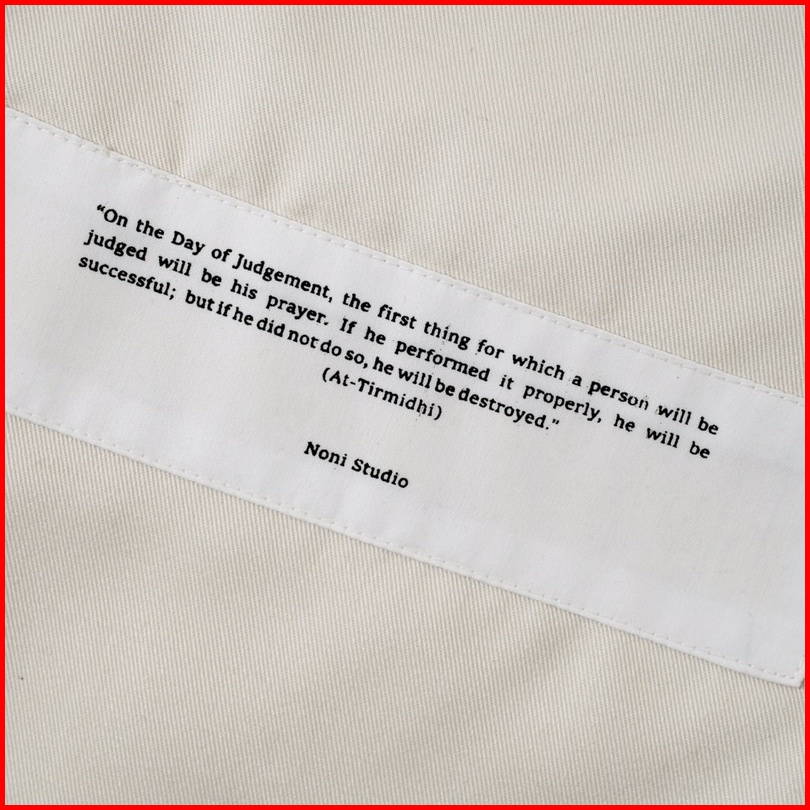 “On the Day of Judgement, the first thing for which a person will be
judged will be his prayer. If he performed it properly, he will be
successful; but if he did not do so, he will be destroyed.”
(At-Tirmidhi)
Noni Studio